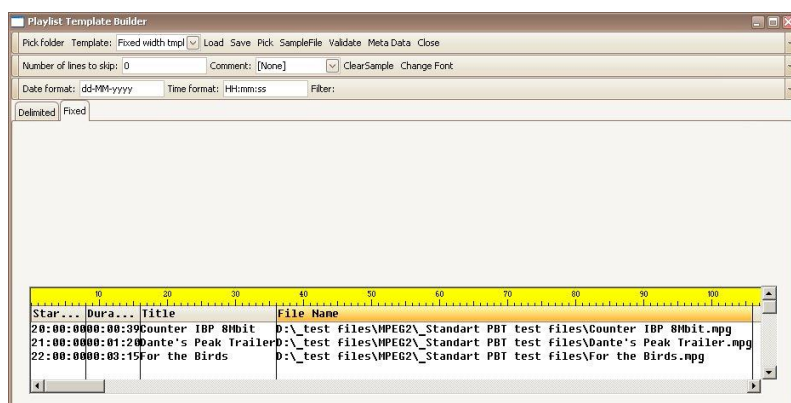 Playlist Template Builder
Pick folder Template: Fixed width tmpl Load Save Pick SampleFile Validate Meta Data Close
Number of lines to skip: 0 Comment: [None] ClearSample Change Font
Date format: dd-MM-yyyy Time format: HH:mm:ss Filter:
Delimited Fixed
10 20 30 40 50 60 70 80 90 100
Star... Dura... Title File Name
20:00:0000:00:39Counter IBP 8Mbit D:\_test files\MPEG2\_Standart PBT test files\Counter IBP 8Mbit.mpg
21:00:0000:01:20Dante's Peak TrailerD:\_test files\MPEG2\_Standart PBT test files\Dante's Peak Trailer.mpg
22:00:0000:03:15For the Birds D:\_test files\MPEG2\_Standart PBT test files\For the Birds.mpg